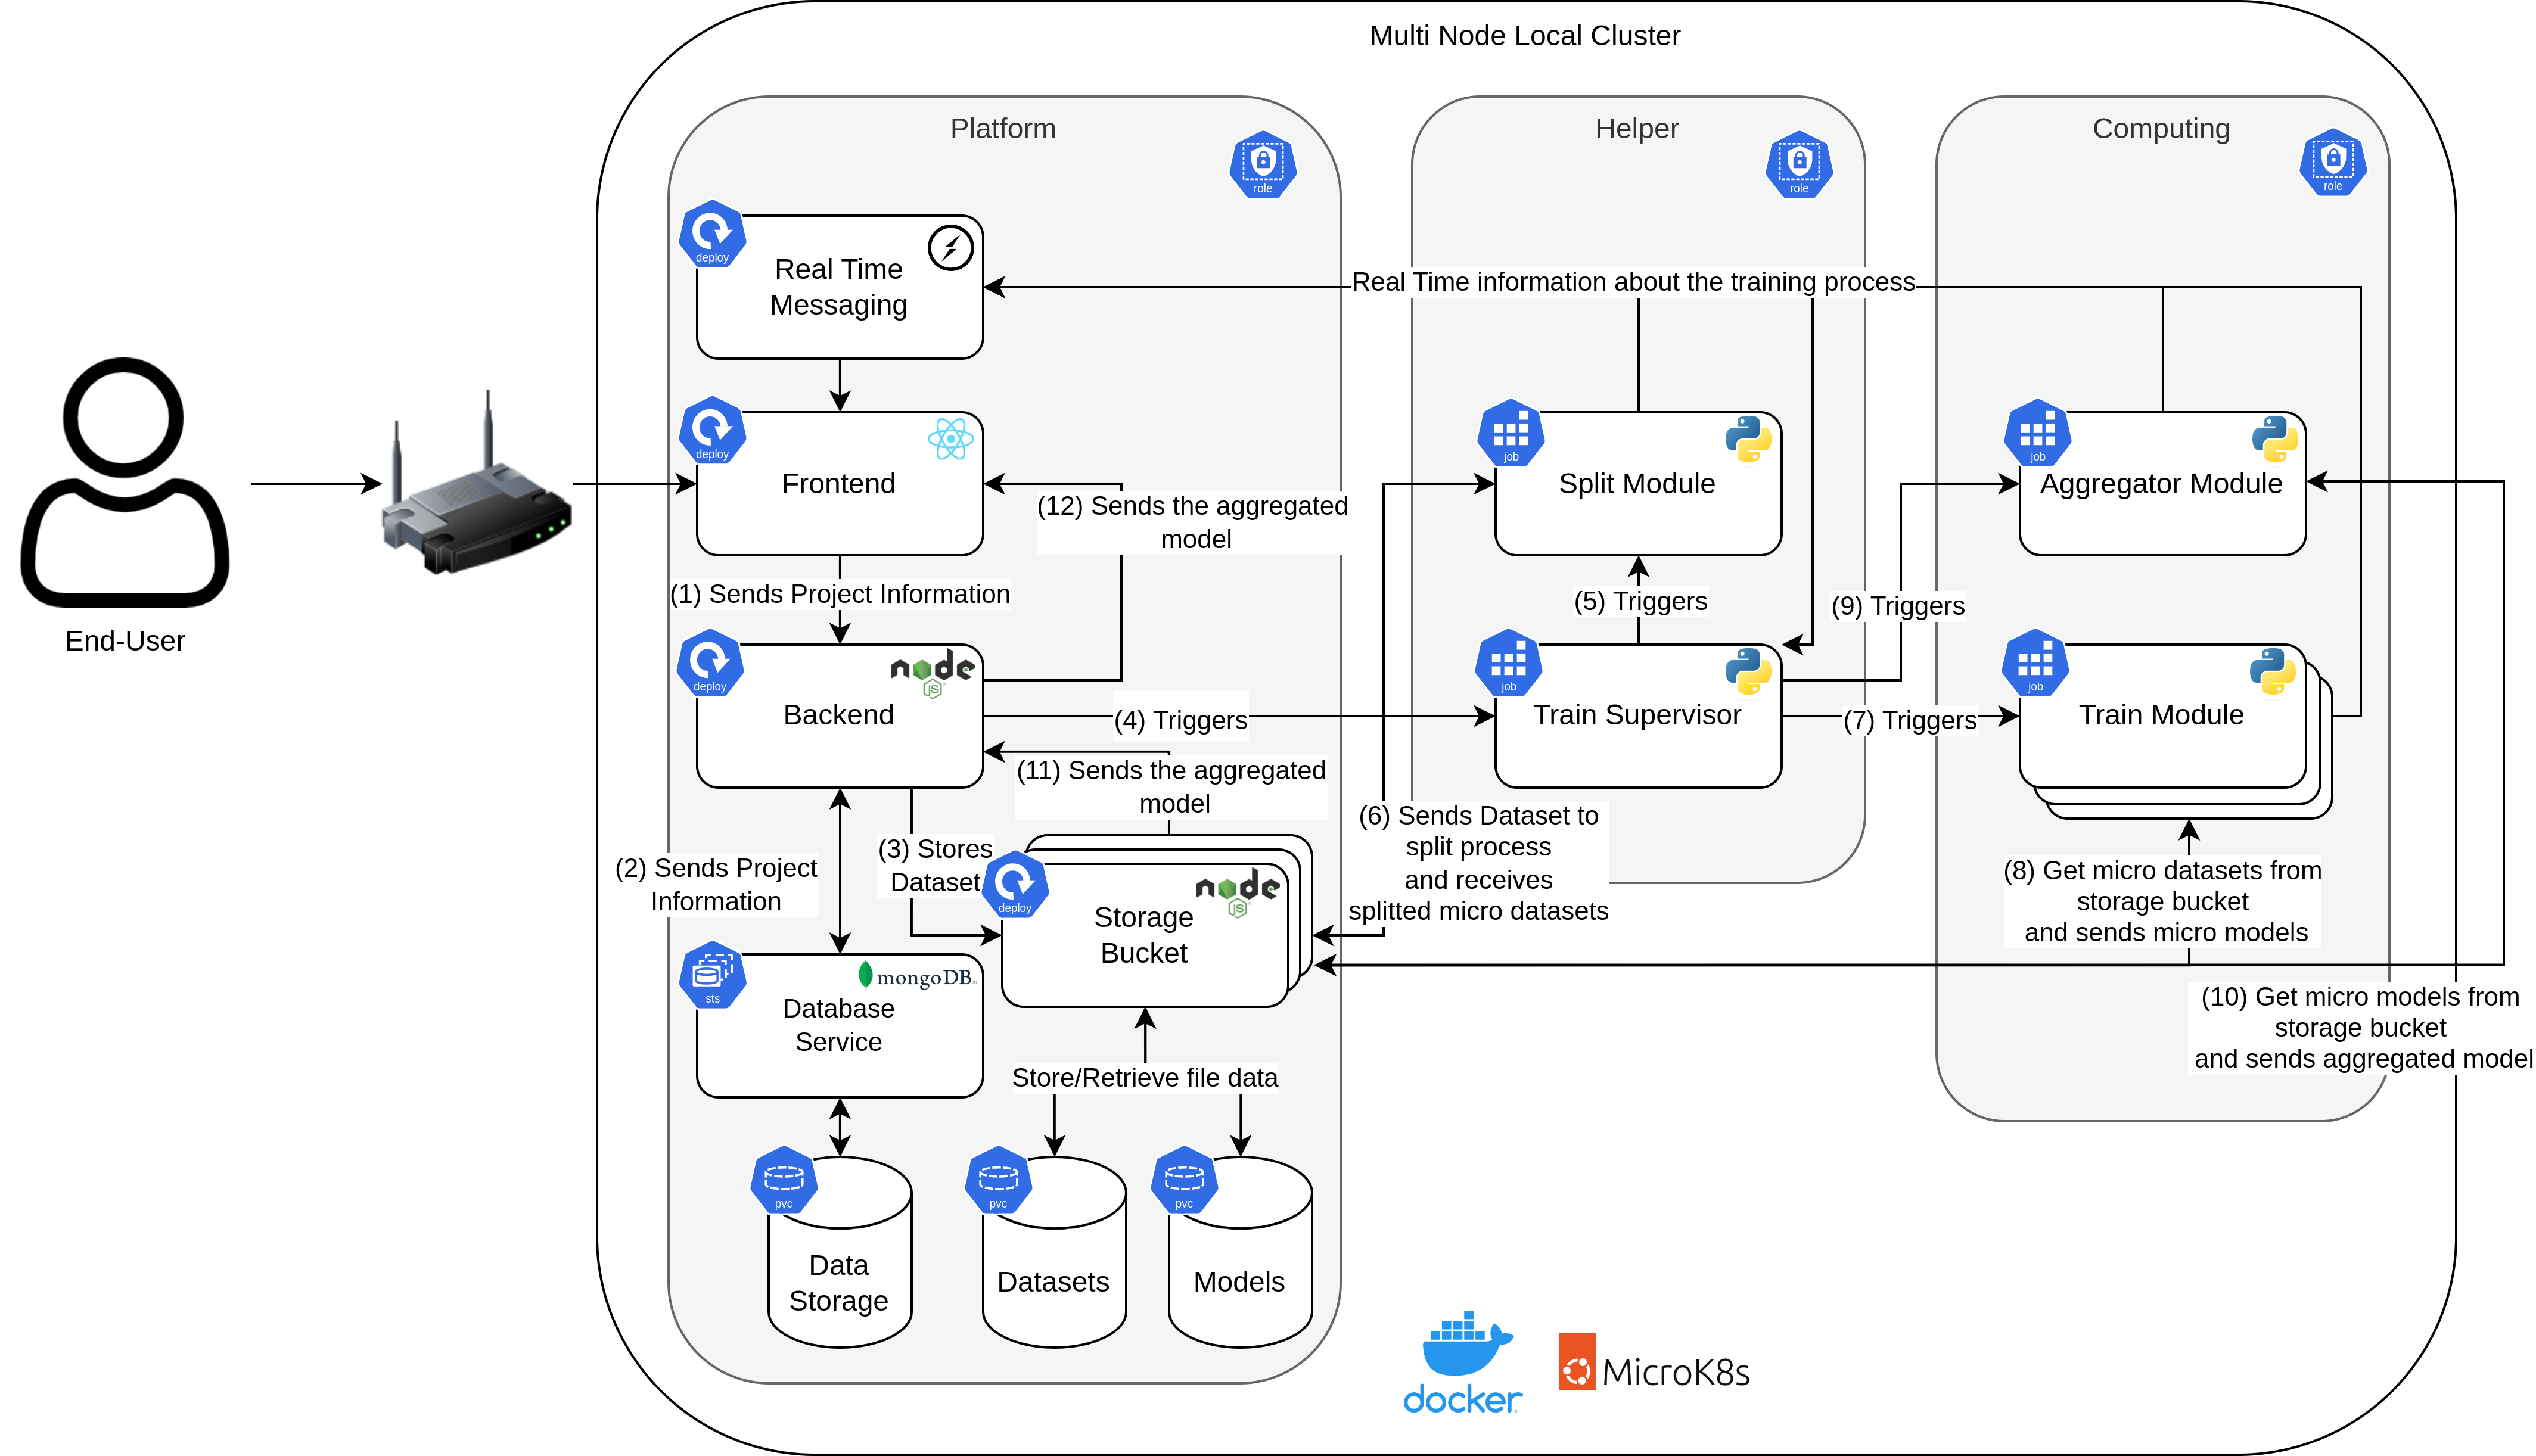 Multi Node Local Cluster
Platform
Helper
Computing
role
role
role
deploy
Real Time
Messaging
Real Time information about the training process
deploy
Frontend
job
Split Module
job
Aggregator Module
(12) Sends the aggregated
model
(1) Sends Project Information
(5) Triggers
(9) Triggers
End-User
deploy
node
JS
Backend
(4) Triggers
job
Train Supervisor
(7) Triggers
job
Train Module
(11) Sends the aggregated
model
(2) Sends Project
Information
(3) Stores
Dataset
(6) Sends Dataset to
split process
and receives
splitted micro datasets
(8) Get micro datasets from
storage bucket
and sends micro models
deploy
node
JS
Storage
Bucket
sts
mongoDB
Database
Service
(10) Get micro models from
storage bucket
and sends aggregated model
Store/Retrieve file data
pvc
Data
Storage
pvc
Datasets
pvc
Models
docker
MicroK8s